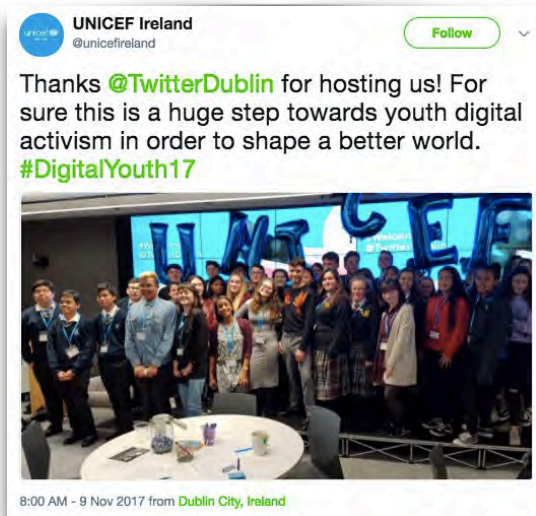 UNICEF Ireland
@unicefireland
Follow
Thanks @TwitterDublin for hosting us! For
sure this is a huge step towards youth digital
activism in order to shape a better world.
#DigitalYouth17
UNICEF
8:00 AM - 9 Nov 2017 from Dublin City, Ireland